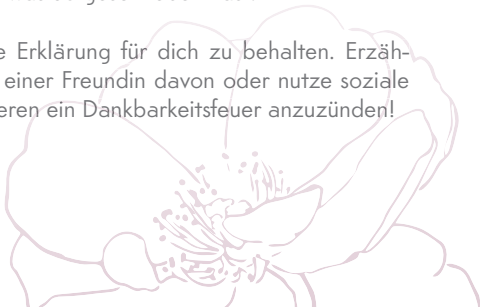 e Erklärung für dich zu behalten. Erzäh-
einer Freundin davon oder nutze soziale
eren ein Dankbarkeitsfeuer anzuzünden!